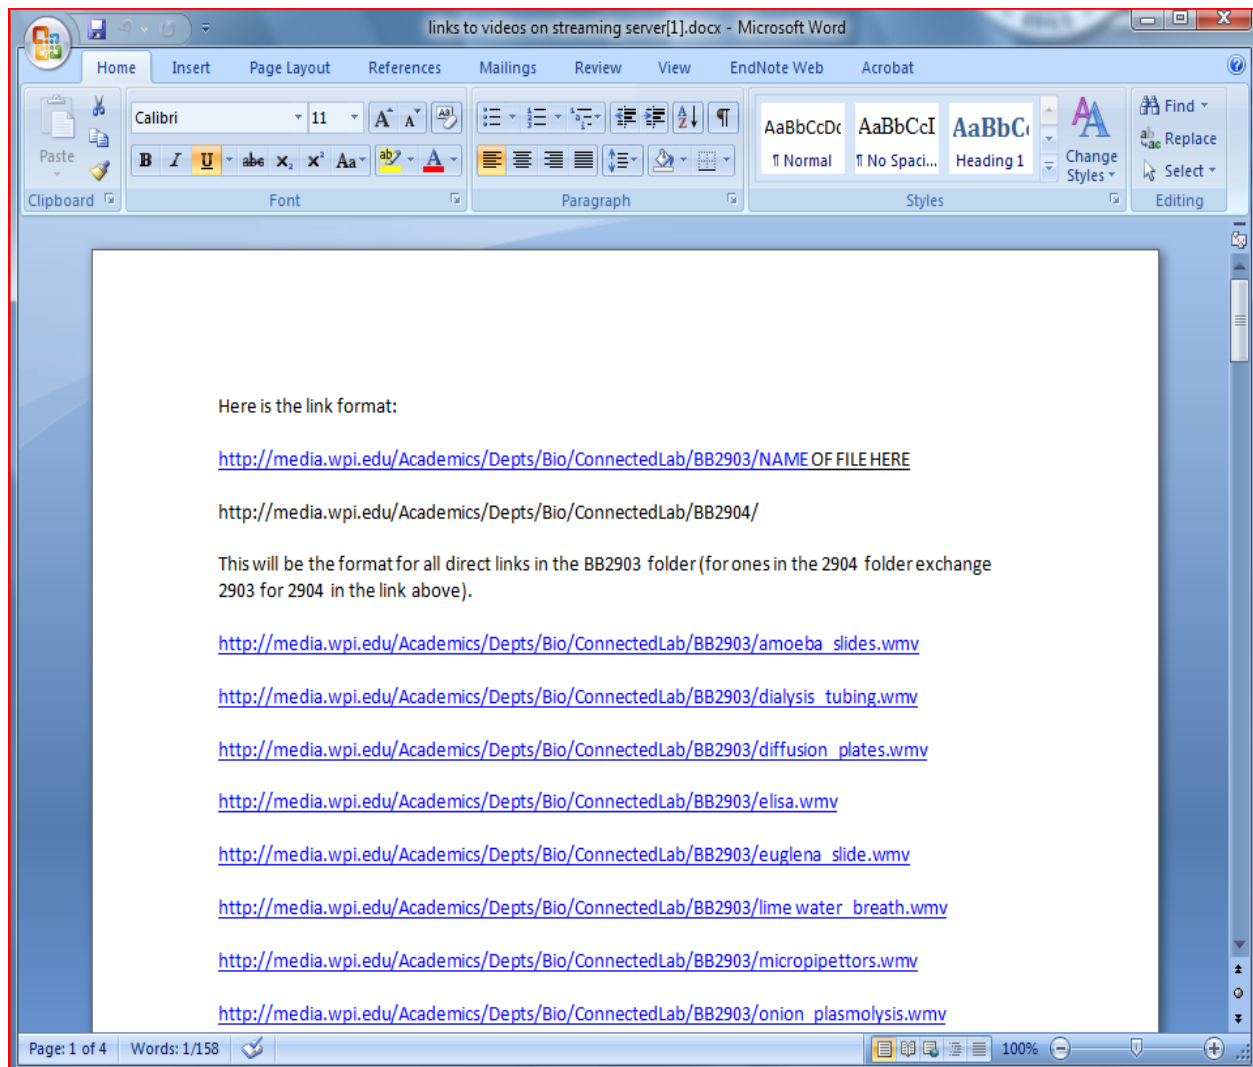 links to videos on streaming server[1].docx - Microsoft Word
Home Insert Page Layout References Mailings Review View EndNote Web Acrobat
Paste
Clipboard
Calibri 11
B I U abc X₂ X² Aa ab A
Font
Paragraph
AaBbCcDc AaBbCcI AaBbC
¶ Normal ¶ No Spaci... Heading 1
Change
Styles
Styles
Find
Replace
Select
Editing
Here is the link format:
http://media.wpi.edu/Academics/Depts/Bio/ConnectedLab/BB2903/NAME OF FILE HERE
http://media.wpi.edu/Academics/Depts/Bio/ConnectedLab/BB2904/
This will be the format for all direct links in the BB2903 folder (for ones in the 2904 folder exchange
2903 for 2904 in the link above).
http://media.wpi.edu/Academics/Depts/Bio/ConnectedLab/BB2903/amoeba_slides.wmv
http://media.wpi.edu/Academics/Depts/Bio/ConnectedLab/BB2903/dialysis_tubing.wmv
http://media.wpi.edu/Academics/Depts/Bio/ConnectedLab/BB2903/diffusion_plates.wmv
http://media.wpi.edu/Academics/Depts/Bio/ConnectedLab/BB2903/elisa.wmv
http://media.wpi.edu/Academics/Depts/Bio/ConnectedLab/BB2903/euglena_slide.wmv
http://media.wpi.edu/Academics/Depts/Bio/ConnectedLab/BB2903/lime water_breath.wmv
http://media.wpi.edu/Academics/Depts/Bio/ConnectedLab/BB2903/micropipettors.wmv
http://media.wpi.edu/Academics/Depts/Bio/ConnectedLab/BB2903/onion_plasmolysis.wmv
Page: 1 of 4 Words: 1/158 100%